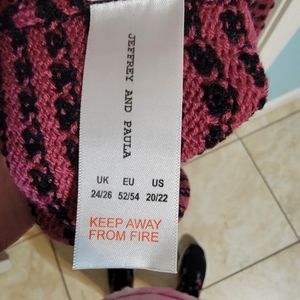 JEFFREY AND PAULA
UK EU US
24/26 52/54 20/22
KEEP AWAY
FROM FIRE